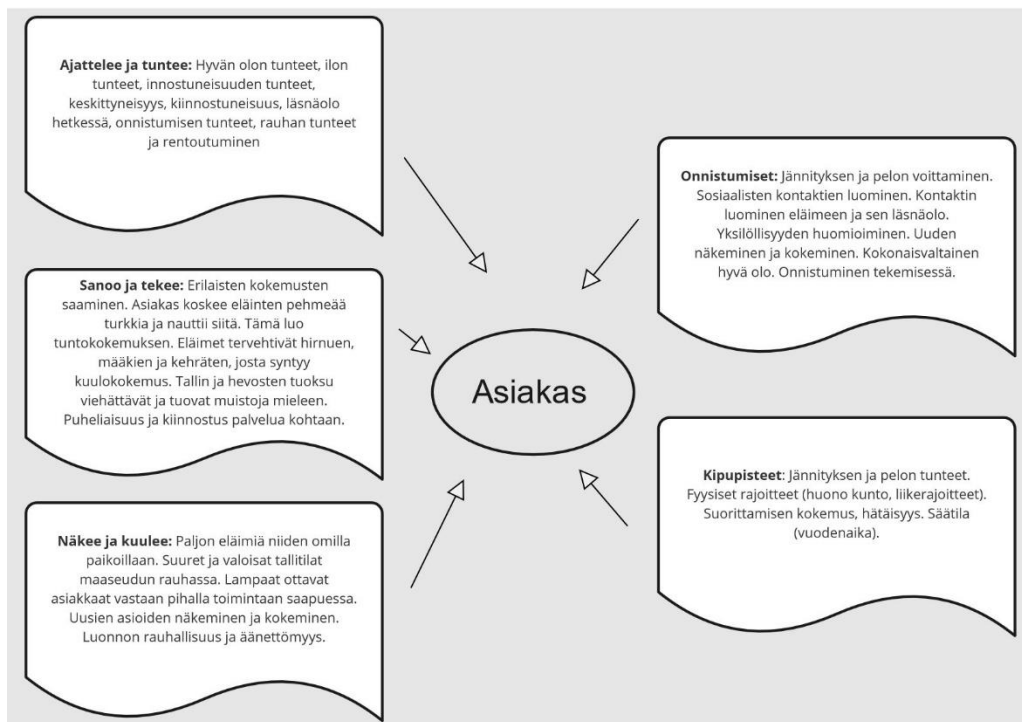 Ajattelee ja tuntee: Hyvän olon tunteet, ilon
tunteet, innostuneisuuden tunteet,
keskittyneisyys, kiinnostuneisuus, läsnäolo
hetkessä, onnistumisen tunteet, rauhan tunteet
ja rentoutuminen
Sanoo ja tekee: Erilaisten kokemusten
saaminen. Asiakas koskee eläinten pehmeää
turkkia ja nauttii siitä. Tämä luo
tuntokokemuksen. Eläimet tervehtivät hirnuen,
määkien ja kehräten, josta syntyy
kuulokokemus. Tallin ja hevosten tuoksu
viehättävät ja tuovat muistoja mieleen.
Puheliaisuus ja kiinnostus palvelua kohtaan.
Näkee ja kuulee: Paljon eläimiä niiden omilla
paikoillaan. Suuret ja valoisat tallitilat
maaseudun rauhassa. Lampaat ottavat
asiakkaat vastaan pihalla toimintaan saapuessa.
Uusien asioiden näkeminen ja kokeminen.
Luonnon rauhallisuus ja äänettömyys.
Asiakas
Onnistumiset: Jännityksen ja pelon voittaminen.
Sosiaalisten kontaktien luominen. Kontaktin
luominen eläimeen ja sen läsnäolo.
Yksilöllisyyden huomioiminen. Uuden
näkeminen ja kokeminen. Kokonaisvaltainen
hyvä olo. Onnistuminen tekemisessä.
Kipupisteet: Jännityksen ja pelon tunteet.
Fyysiset rajoitteet (huono kunto, liikerajoitteet).
Suorittamisen kokemus, hätäisyys. Säätila
(vuodenaika).